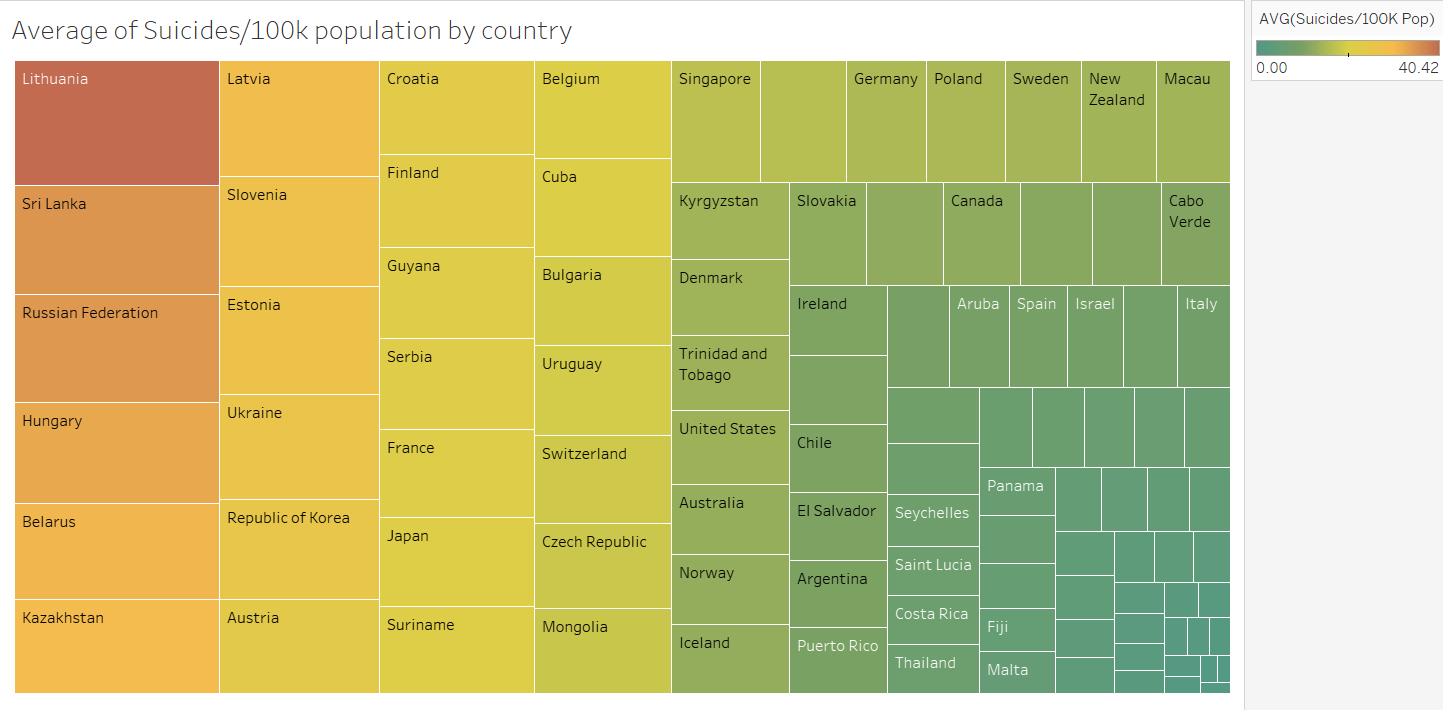 Average of Suicides/100k population by country
AVG(Suicides/100K Pop)
0.00 40.42
Lithuania
Sri Lanka
Russian Federation
Hungary
Belarus
Kazakhstan
Latvia
Slovenia
Estonia
Ukraine
Republic of Korea
Austria
Croatia
Finland
Guyana
Serbia
France
Japan
Suriname
Belgium
Cuba
Bulgaria
Uruguay
Switzerland
Czech Republic
Mongolia
Singapore
Germany
Poland
Sweden
New
Zealand
Macau
Kyrgyzstan
Denmark
Trinidad and
Tobago
United States
Australia
Norway
Iceland
Slovakia
Canada
Cabo
Verde
Ireland
Chile
El Salvador
Argentina
Puerto Rico
Aruba
Spain
Israel
Italy
Seychelles
Saint Lucia
Costa Rica
Thailand
Panama
Fiji
Malta